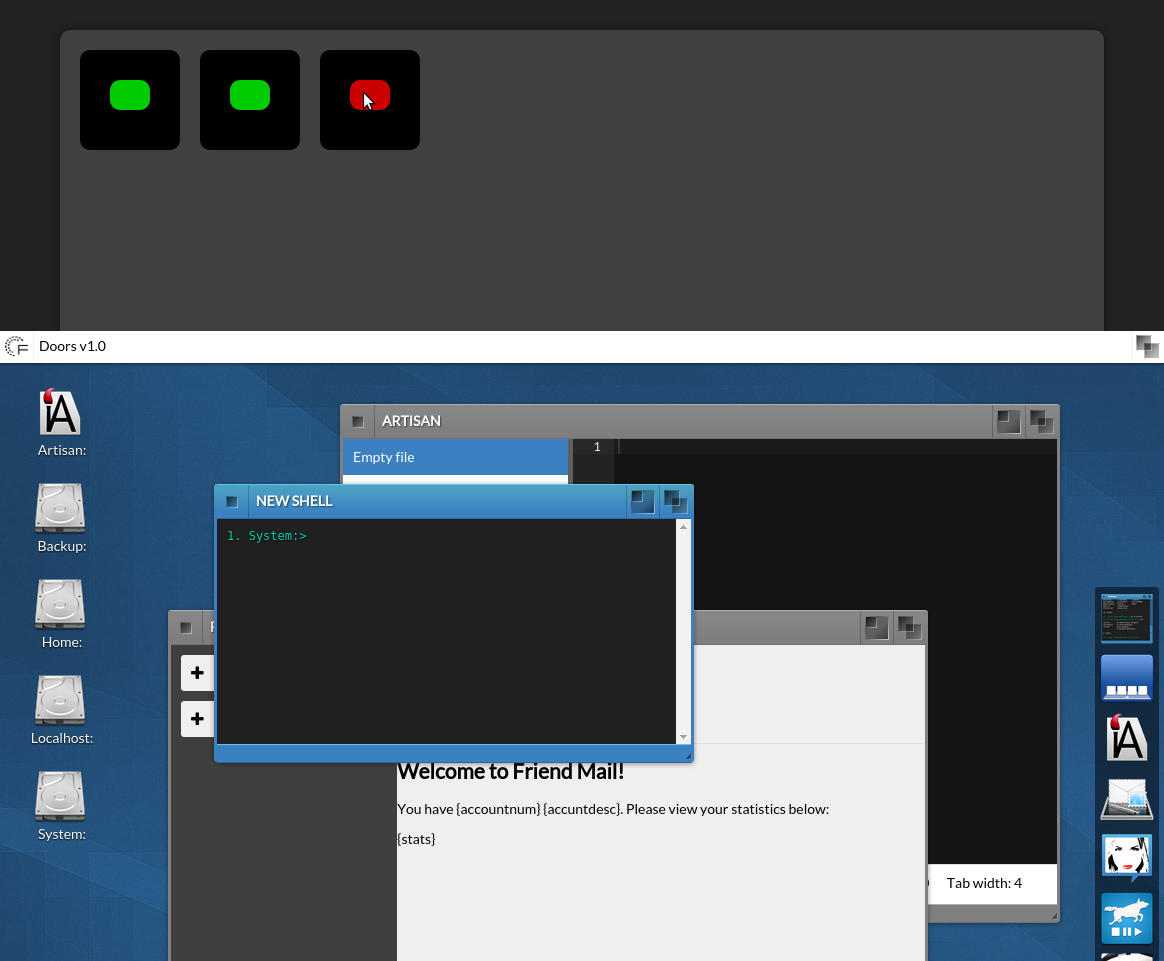 Doors v1.0
Artisan:
Backup:
Home:
Localhost:
System:
ARTISAN
Empty file
1
NEW SHELL
1. System:>
Welcome to Friend Mail!
You have {accountnum} {accuntdesc}. Please view your statistics below:
{stats}
Tab width: 4